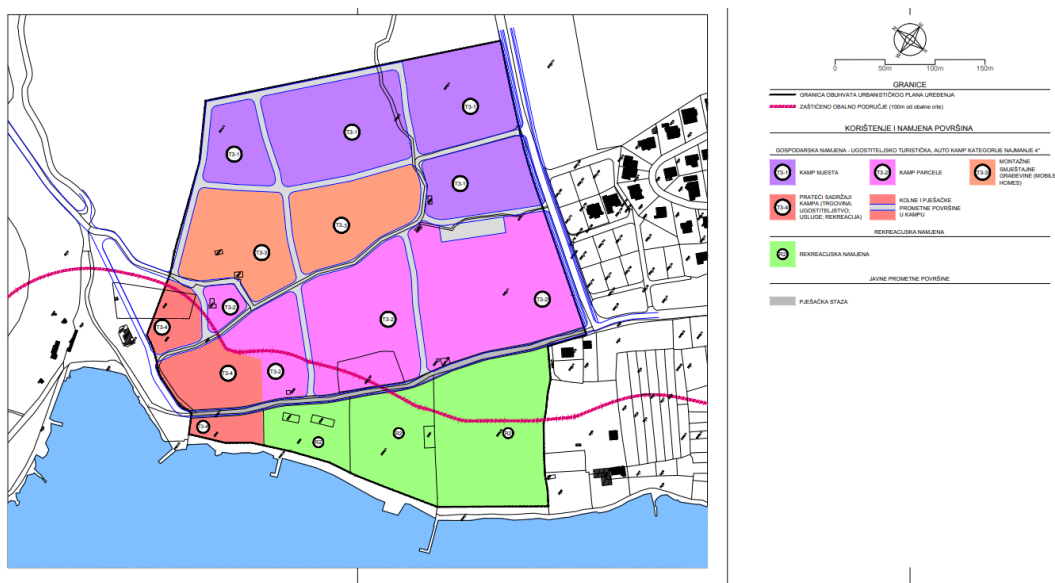 0 50m 100m 150m
GRANICE
GRANICA OBUHVATA URBANISTIČKOG PLANA UREĐENJA
ZAŠTIĆENO OBALNO PODRUČJE (100m od obalne crte)
KORIŠTENJE I NAMJENA POVRŠINA
GOSPODARSKA NAMJENA - UGOSTITELJSKO TURISTIČKA, AUTO KAMP KATEGORIJE NAJMANJE 4*
T3-1 KAMP MJESTA
T3-2 KAMP PARCELE
T3-3 MONTAŽNE
SMJEŠTAJNE
GRAĐEVINE (MOBILE
HOMES)
T3-4 PRATEĆI SADRŽAJI
KAMPA (TRGOVINA;
UGOSTITELJSTVO;
USLUGE; REKREACIJA)
KOLNE I PJEŠAČKE
PROMETNE POVRŠINE
U KAMPU
REKREACIJSKA NAMJENA
R2 REKREACIJSKA NAMJENA
JAVNE PROMETNE POVRŠINE
PJEŠAČKA STAZA
T3-1
T3-1
T3-1
T3-1
T3-3
T3-3
T3-2
T3-2
T3-2
T3-4
T3-4
T3-2
T3-4
R2
R2
R2